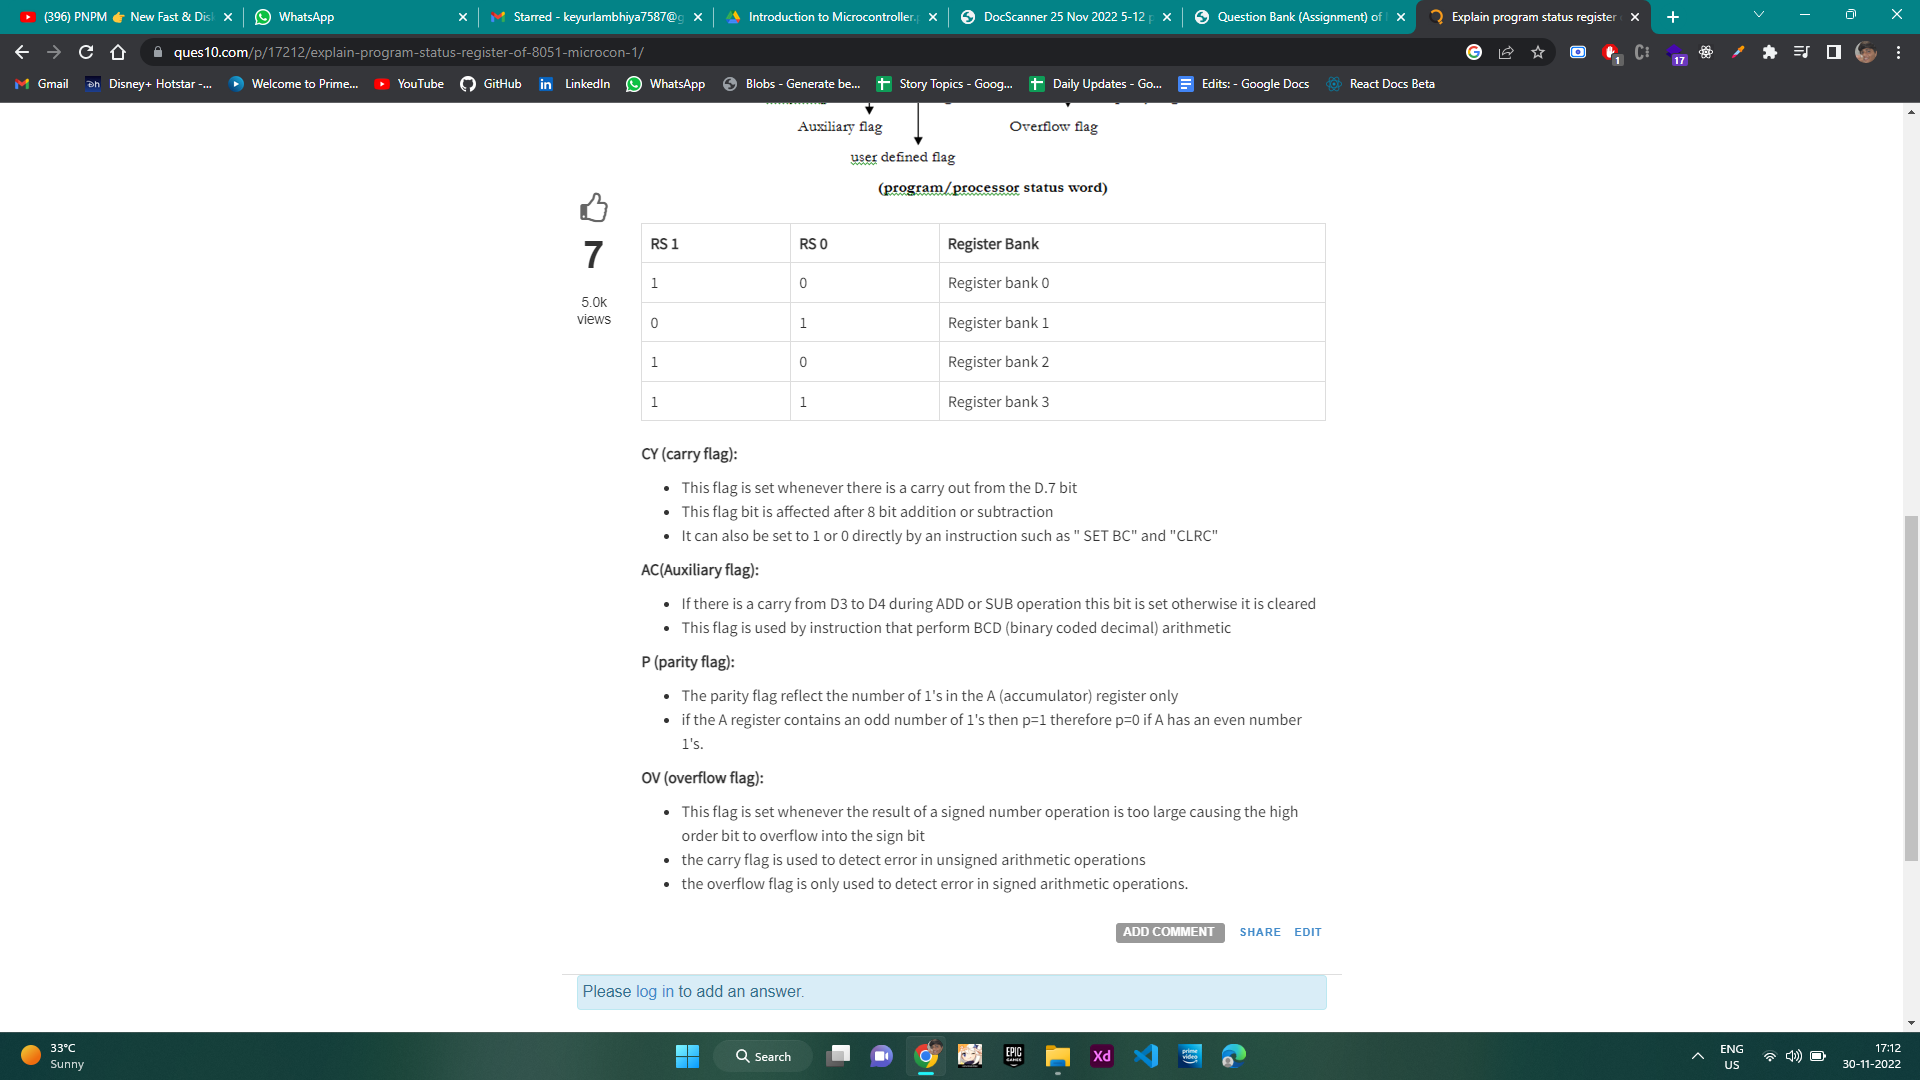 (396) PNPM 👉 New Fast & Dis
WhatsApp
Starred - keyurlambhiya7587@g
Introduction to Microcontroller.
DocScanner 25 Nov 2022 5-12 p
Question Bank (Assignment) of
Explain program status register
ques10.com/p/17212/explain-program-status-register-of-8051-microcon-1/
1
17
Gmail
Disney+ Hotstar -...
Welcome to Prime...
YouTube
GitHub
LinkedIn
WhatsApp
Blobs - Generate be...
Story Topics - Goog...
Daily Updates - Go...
Edits: - Google Docs
React Docs Beta
Auxiliary flag
Overflow flag
user defined flag
(program/processor status word)
7
5.0k
views
RS 1 RS 0 Register Bank
1 0 Register bank 0
0 1 Register bank 1
1 0 Register bank 2
1 1 Register bank 3
CY (carry flag):
• This flag is set whenever there is a carry out from the D.7 bit
• This flag bit is affected after 8 bit addition or subtraction
• It can also be set to 1 or 0 directly by an instruction such as " SET BC" and "CLRC"
AC(Auxiliary flag):
• If there is a carry from D3 to D4 during ADD or SUB operation this bit is set otherwise it is cleared
• This flag is used by instruction that perform BCD (binary coded decimal) arithmetic
P (parity flag):
• The parity flag reflect the number of 1's in the A (accumulator) register only
• if the A register contains an odd number of 1's then p=1 therefore p=0 if A has an even number
1's.
OV (overflow flag):
• This flag is set whenever the result of a signed number operation is too large causing the high
order bit to overflow into the sign bit
• the carry flag is used to detect error in unsigned arithmetic operations
• the overflow flag is only used to detect error in signed arithmetic operations.
ADD COMMENT
SHARE
EDIT
Please log in to add an answer.
33°C
Sunny
Search
EPIC
GAMES
Xd
prime video
ENG
US
17:12
30-11-2022